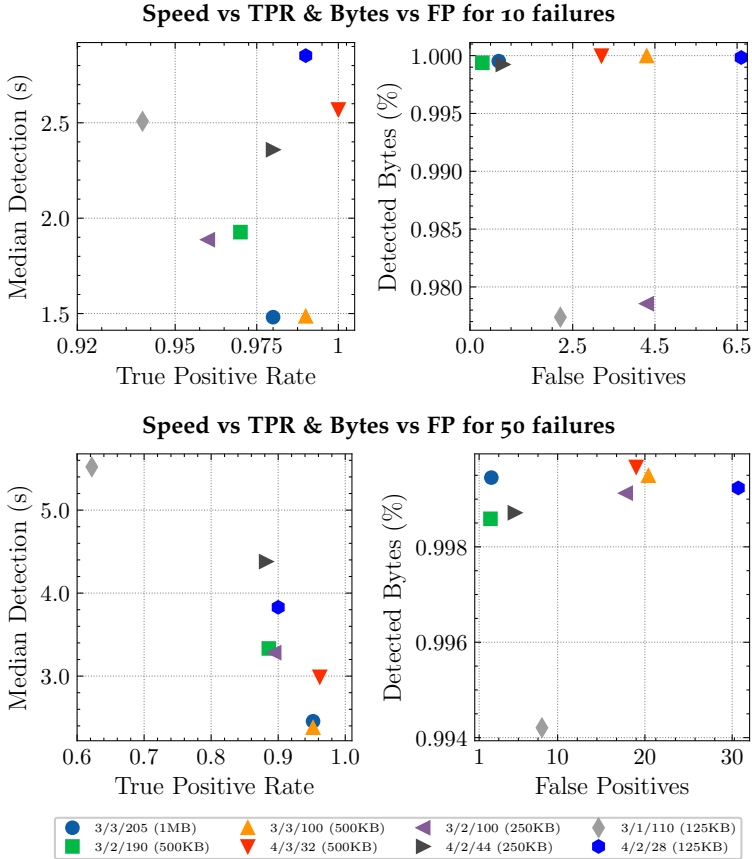 Speed vs TPR & Bytes vs FP for 10 failures
Median Detection (s)
2.5
2.0
1.5
0.92
0.95
0.975
1
True Positive Rate
Detected Bytes (%)
1.000
0.995
0.990
0.985
0.980
0.0
2.5
4.5
6.5
False Positives
Speed vs TPR & Bytes vs FP for 50 failures
Median Detection (s)
5.0
4.0
3.0
0.6
0.7
0.8
0.9
1.0
True Positive Rate
Detected Bytes (%)
0.998
0.996
0.994
1
10
20
30
False Positives
3/3/205 (1MB)
3/3/100 (500KB)
3/2/100 (250KB)
3/1/110 (125KB)
3/2/190 (500KB)
4/3/32 (500KB)
4/2/44 (250KB)
4/2/28 (125KB)